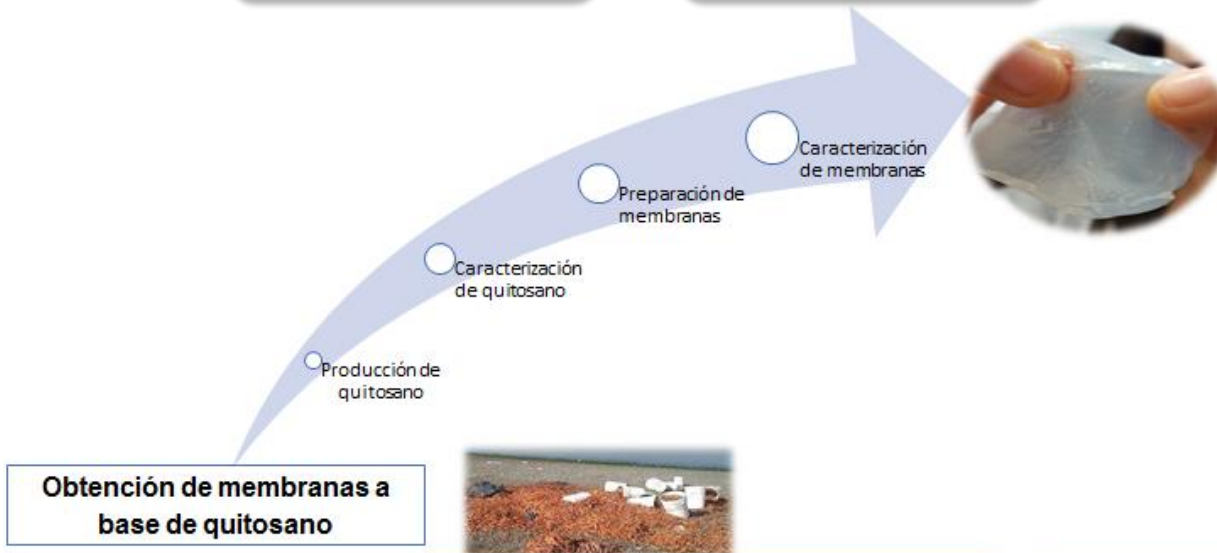 Caracterización
de membranas
Preparación de
membranas
Caracterización
de quitosano
Producción de
quitosano
Obtención de membranas a
base de quitosano